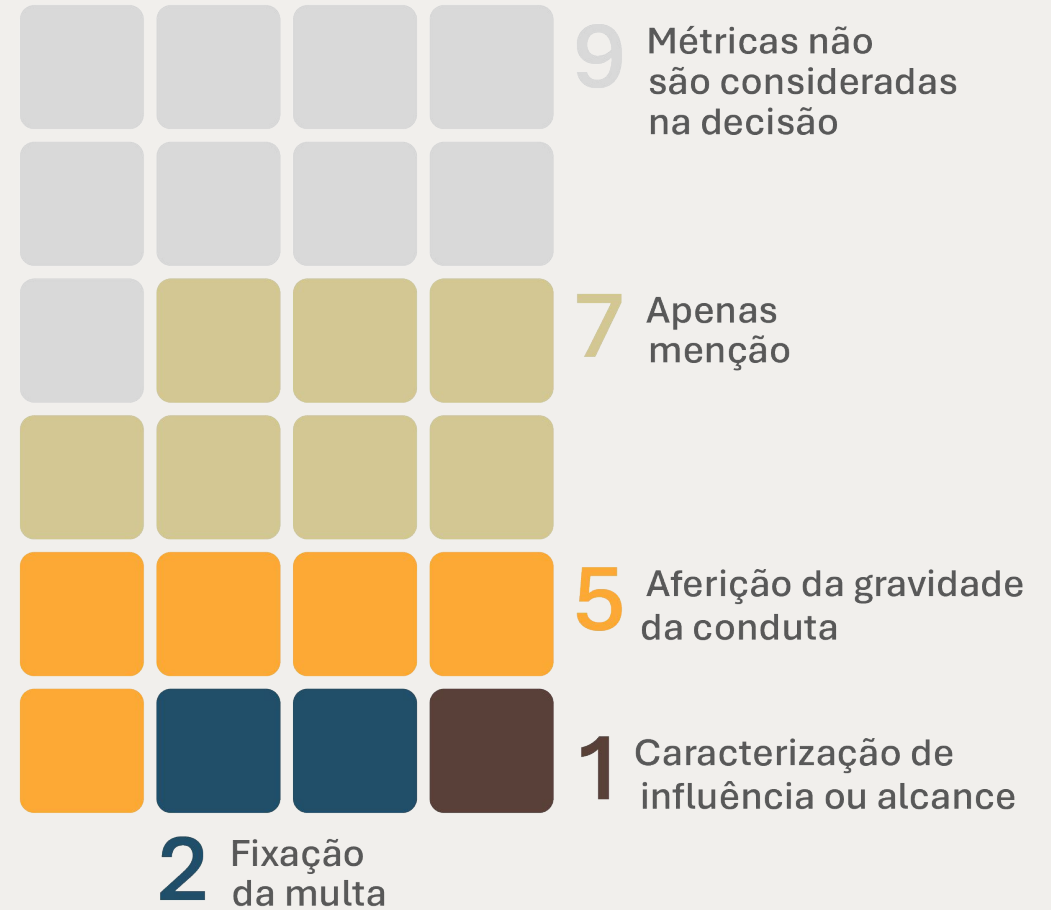 9 Métricas não
são consideradas
na decisão
7 Apenas
menção
5 Aferição da gravidade
da conduta
1 Caracterização de
influência ou alcance
2 Fixação
da multa